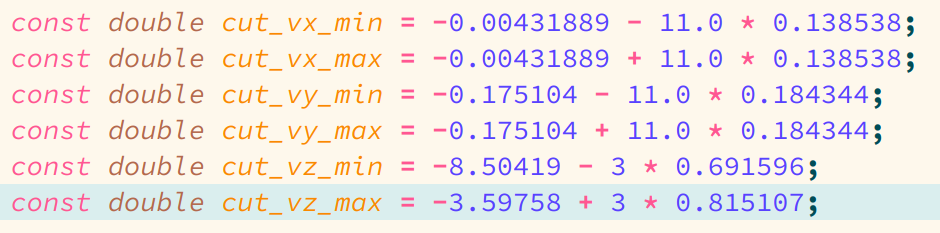 const double cut_vx_min = -0.00431889 - 11.0 * 0.138538;
const double cut_vx_max = -0.00431889 + 11.0 * 0.138538;
const double cut_vy_min = -0.175104 - 11.0 * 0.184344;
const double cut_vy_max = -0.175104 + 11.0 * 0.184344;
const double cut_vz_min = -8.50419 - 3 * 0.691596;
const double cut_vz_max = -3.59758 + 3 * 0.815107;